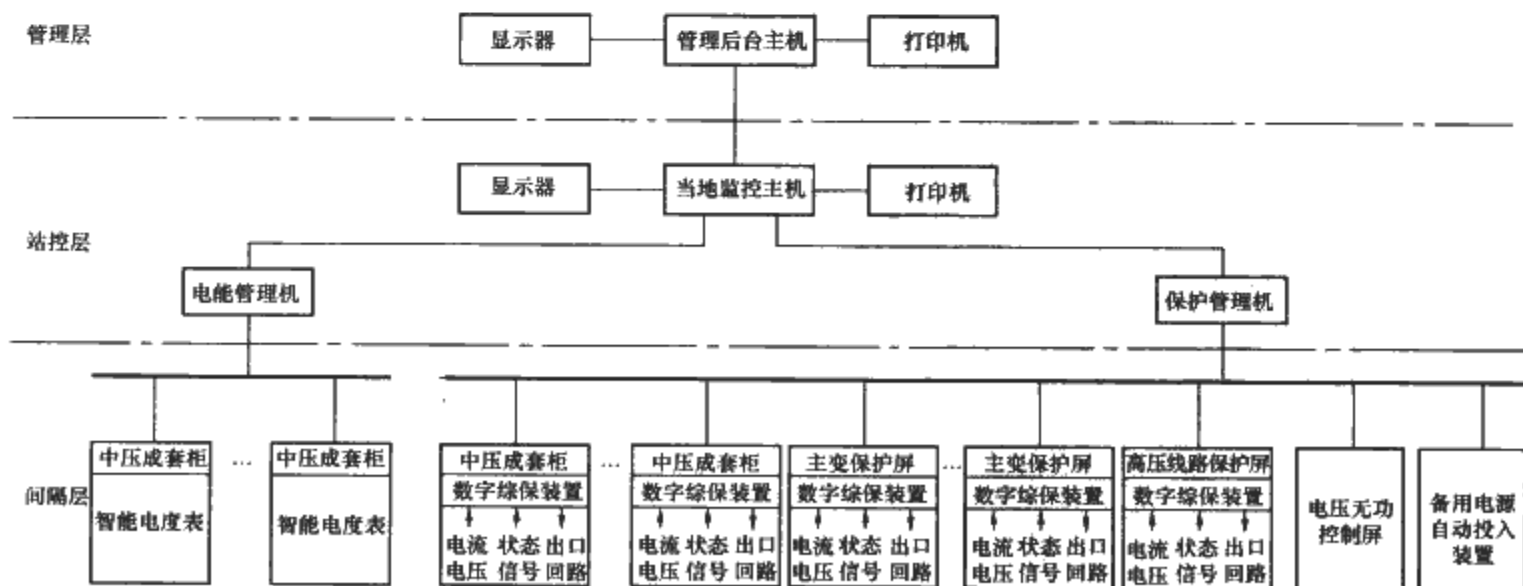 管理层
显示器
管理后台主机
打印机
显示器
当地监控主机
打印机
站控层
电能管理机
保护管理机
间隔层
中压成套柜
智能电度表
...
中压成套柜
智能电度表
中压成套柜
数字综保装置
电流 状态 出口
电压 信号 回路
...
中压成套柜
数字综保装置
电流 状态 出口
电压 信号 回路
主变保护屏
数字综保装置
电流 状态 出口
电压 信号 回路
...
主变保护屏
数字综保装置
电流 状态 出口
电压 信号 回路
高压线路保护屏
数字综保装置
电流 状态 出口
电压 信号 回路
电压无功
控制屏
备用电源
自动投入
装置